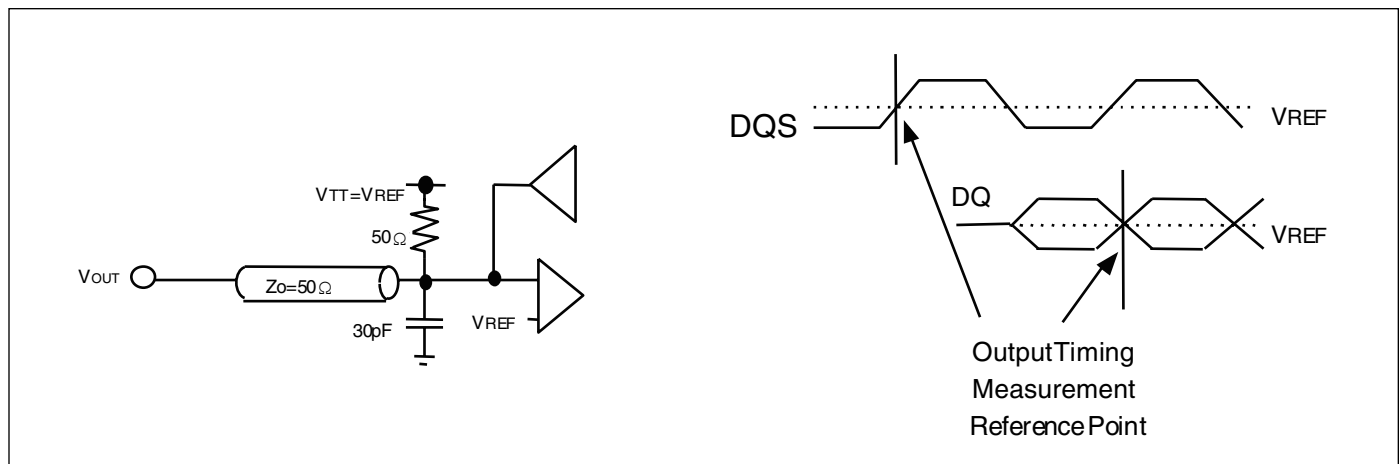 VTT=VREF
50Ω
VOUT
Zo=50Ω
30pF
VREF
DQS
VREF
DQ
VREF
OutputTiming
Measurement
ReferencePoint